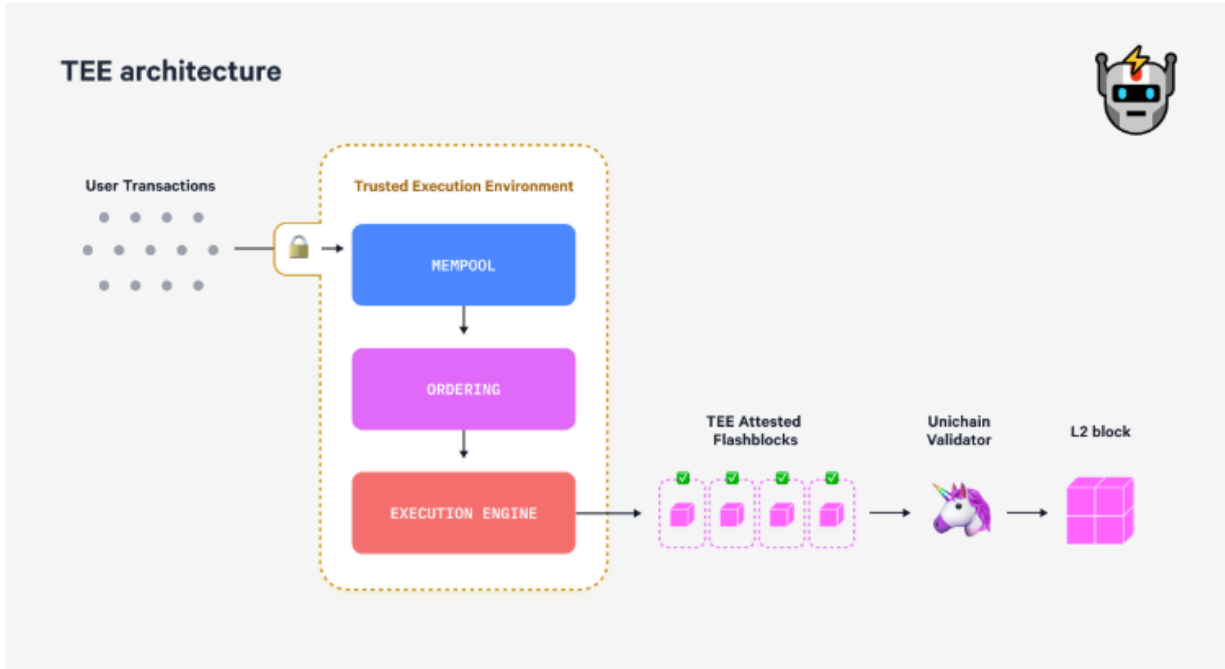 TEE architecture
User Transactions
Trusted Execution Environment
MEMPOOL
ORDERING
EXECUTION ENGINE
TEE Attested
Flashblocks
Unichain
Validator
L2 block